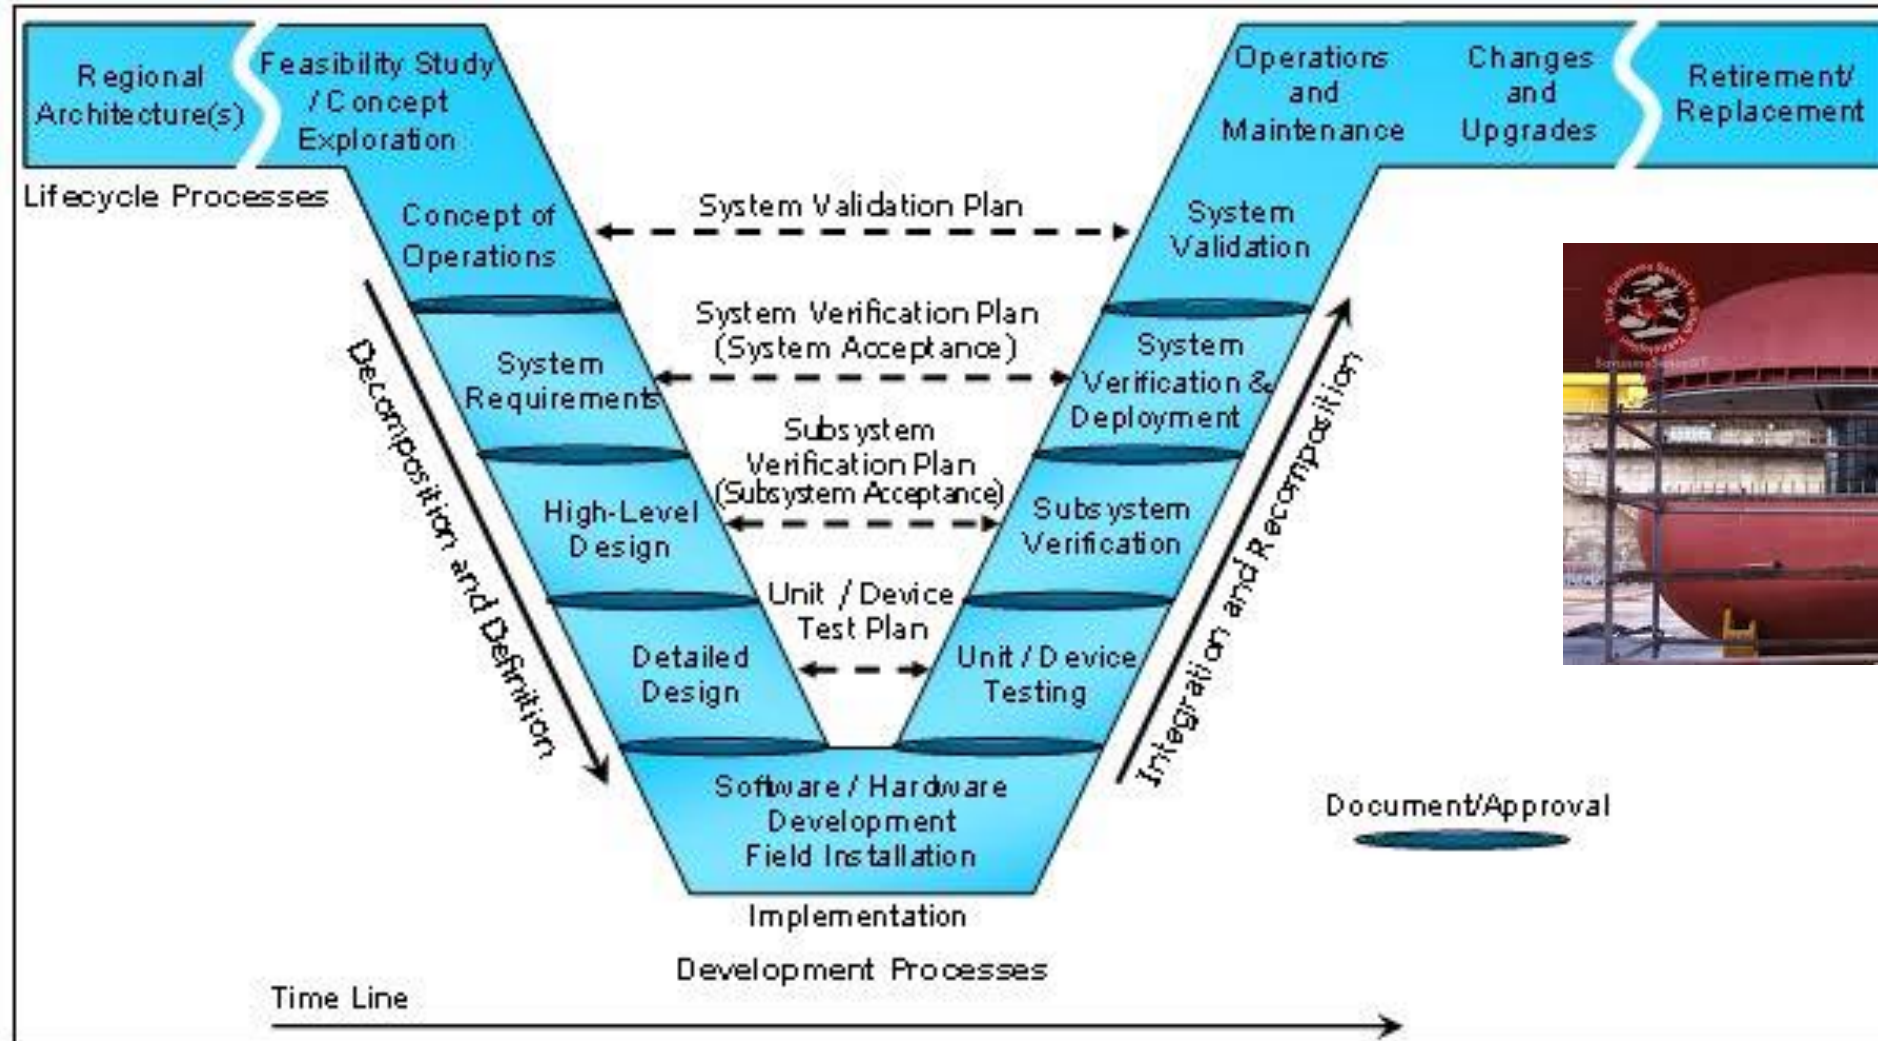 Regional
Architecture(s)
Feasibility Study
/ Concept
Exploration
Operations
and
Maintenance
Changes
and
Upgrades
Retirement/
Replacement
Lifecycle Processes
Concept of
Operations
System Validation Plan
System
Validation
System
Requirements
System Verification Plan
(System Acceptance)
System
Verification &
Deployment
High-Level
Design
Subsystem
Verification Plan
(Subsystem Acceptance)
Subsystem
Verification
Detailed
Design
Unit / Device
Test Plan
Unit / Device
Testing
Decomposition and Definition
Integration and Recomposition
Software / Hardware
Development
Field Installation
Implementation
Development Processes
Document/Approval
Time Line